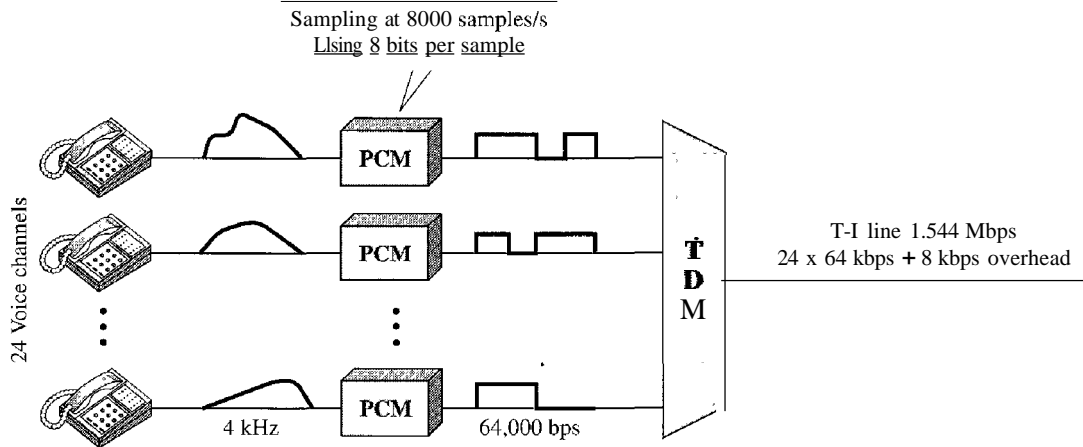 Sampling at 8000 samples/s
Llsing 8 bits per sample
PCM
PCM
24 Voice channels
T
D
M
T-I line 1.544 Mbps
24 x 64 kbps + 8 kbps overhead
PCM
4 kHz
64,000 bps